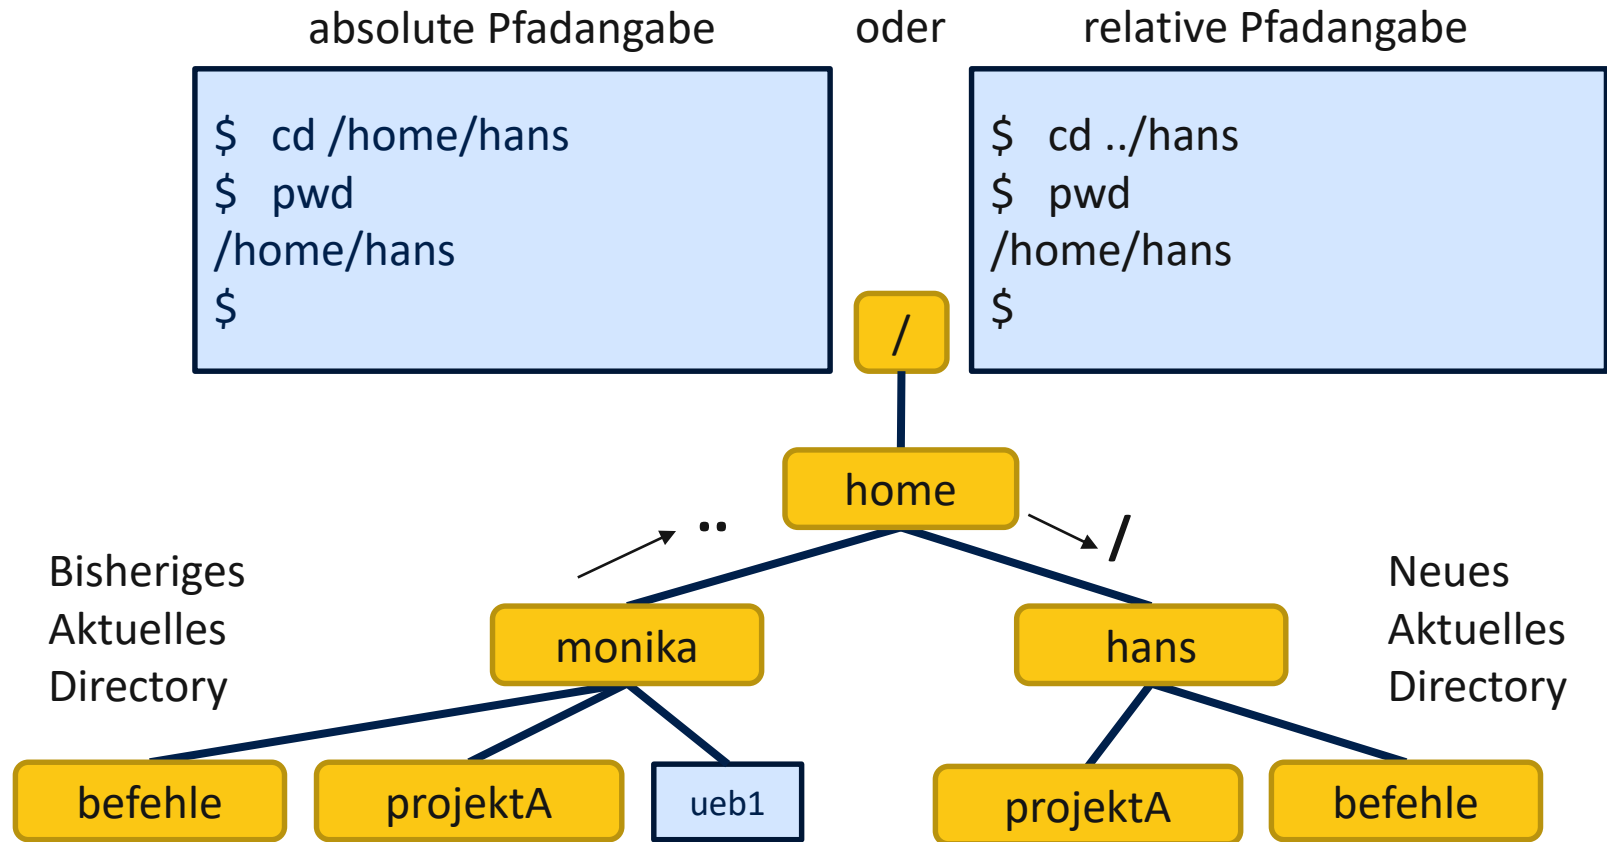 absolute Pfadangabe oder relative Pfadangabe
$ cd /home/hans
$ pwd
/home/hans
$
$ cd ../hans
$ pwd
/home/hans
$
/
home
..
/
Bisheriges
Aktuelles
Directory
monika
hans
Neues
Aktuelles
Directory
befehle
projektA
ueb1
projektA
befehle